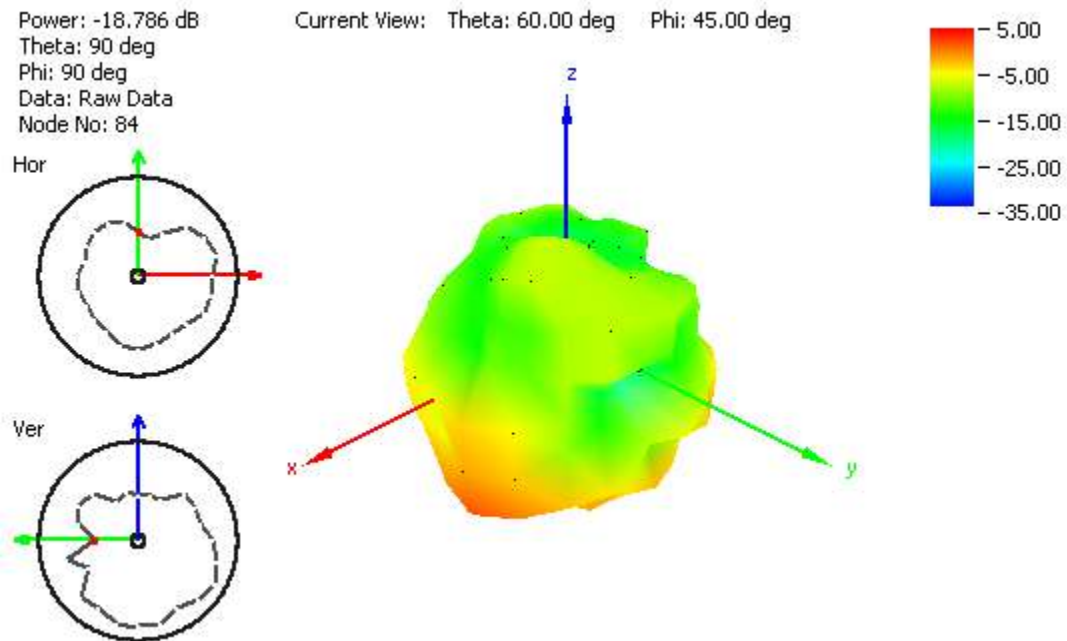 Power: -18.786 dB
Theta: 90 deg
Phi: 90 deg
Data: Raw Data
Node No: 84
Current View: Theta: 60.00 deg Phi: 45.00 deg
5.00
-5.00
-15.00
-25.00
-35.00
Hor
Ver
z
x
y